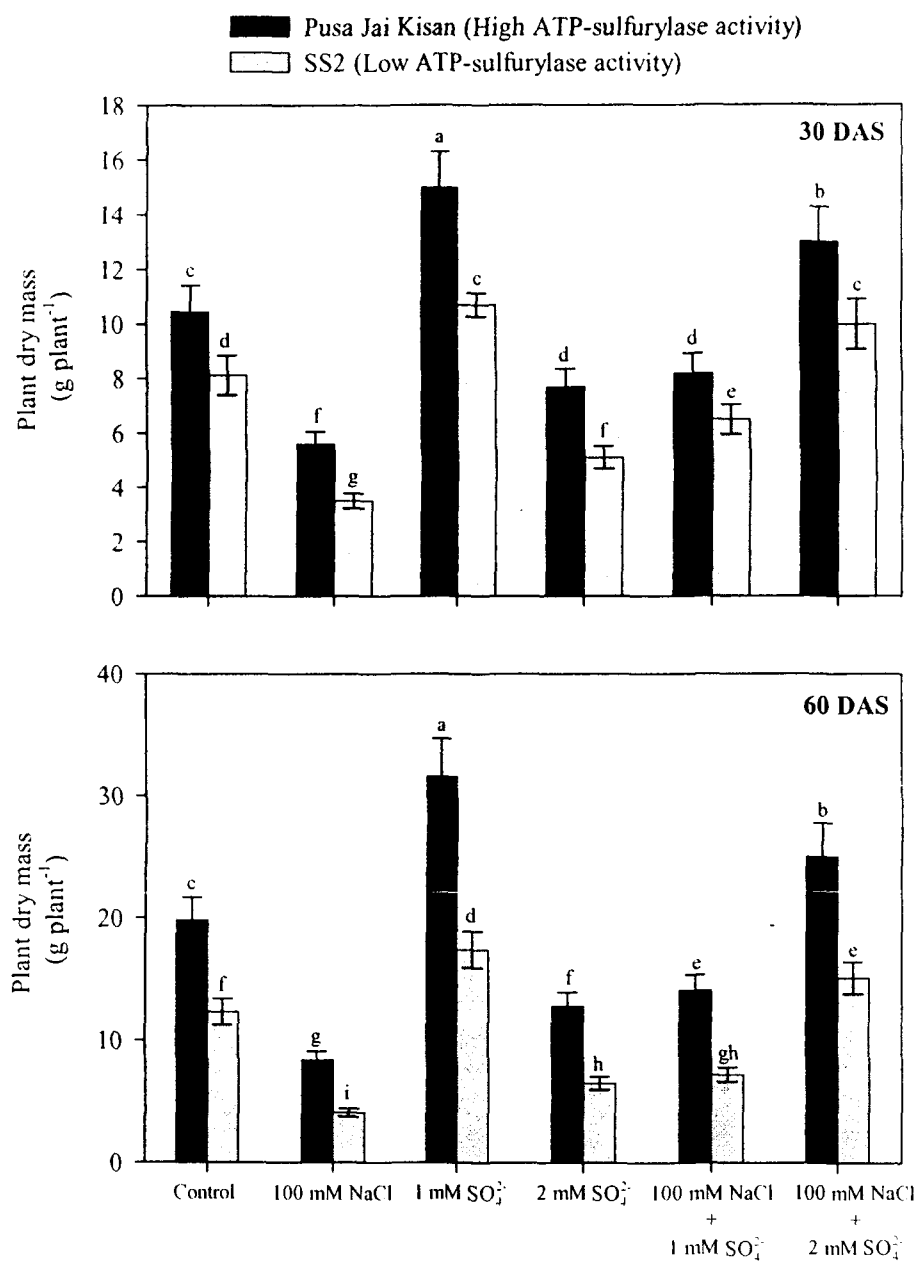 Pusa Jai Kisan (High ATP-sulfurylase activity)
SS2 (Low ATP-sulfurylase activity)
30 DAS
Plant dry mass
(g plant⁻¹)
18
16
14
12
10
8
6
4
2
0
c
d
f
g
a
c
d
f
d
e
b
c
60 DAS
Plant dry mass
(g plant⁻¹)
40
30
20
10
0
c
f
g
i
a
d
f
h
e
gh
b
e
Control
100 mM NaCl
1 mM SO₄²⁻
2 mM SO₄²⁻
100 mM NaCl
+
1 mM SO₄²⁻
100 mM NaCl
+
2 mM SO₄²⁻